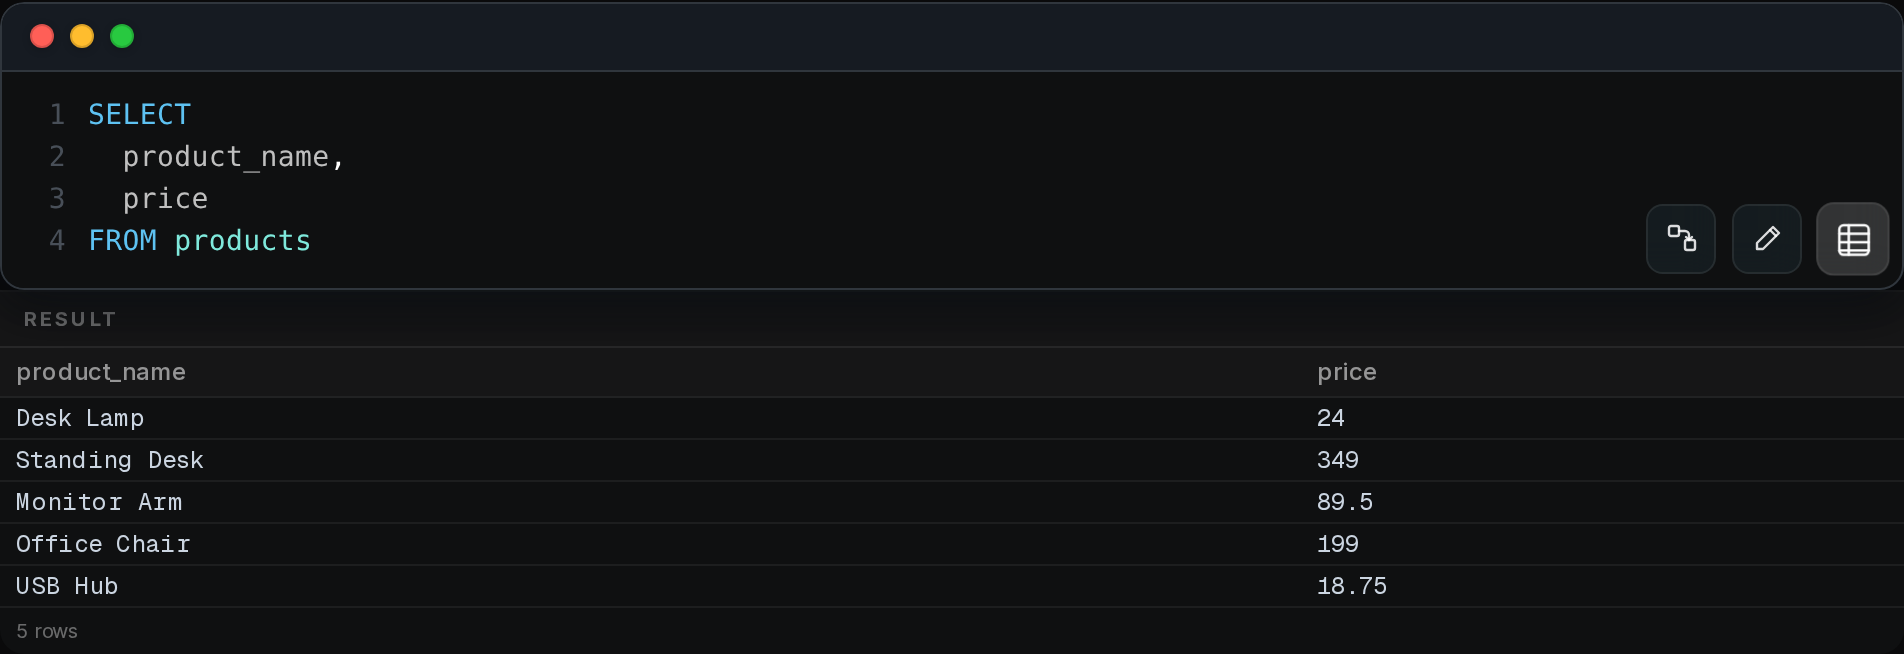 1 SELECT
2   product_name,
3   price
4 FROM products
RESULT
product_name price
Desk Lamp 24
Standing Desk 349
Monitor Arm 89.5
Office Chair 199
USB Hub 18.75
5 rows